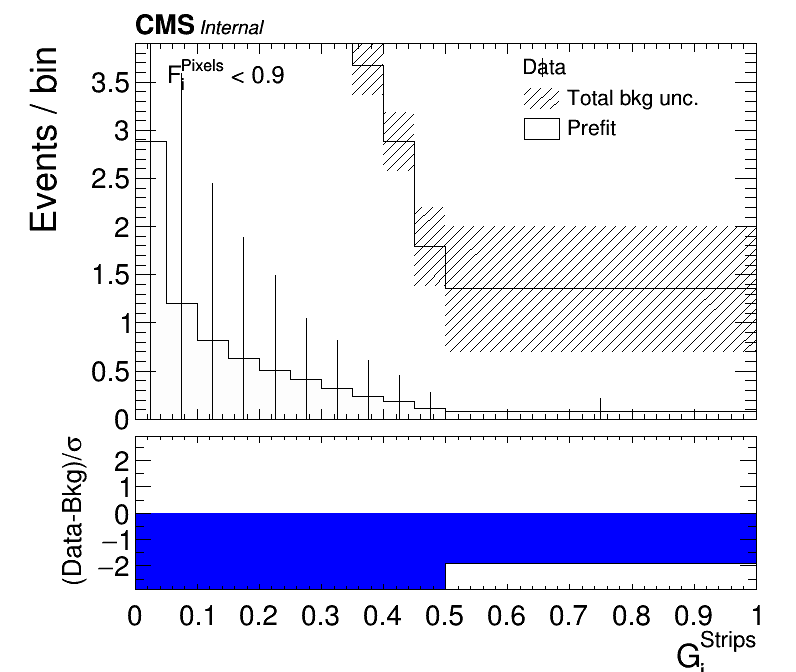 CMS Internal
Events / bin
F_i^Pixels < 0.9
Data
Total bkg unc.
Prefit
3.5
3
2.5
2
1.5
1
0.5
0
(Data-Bkg)/σ
2
1
0
−1
−2
0 0.1 0.2 0.3 0.4 0.5 0.6 0.7 0.8 0.9 1
G_i^Strips